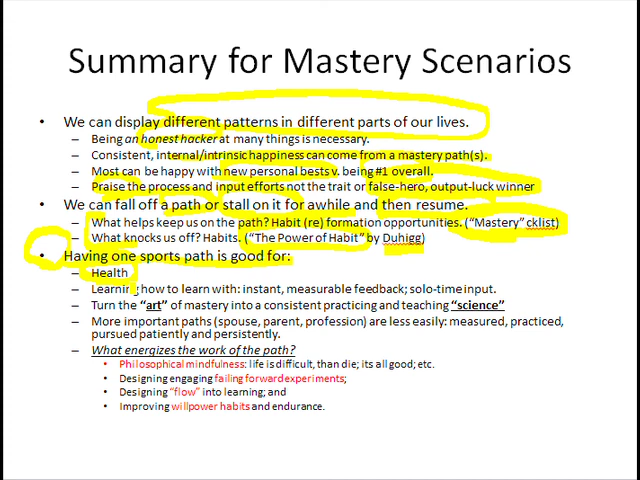 Summary for Mastery Scenarios
• We can display different patterns in different parts of our lives.
– Being an honest hacker at many things is necessary.
– Consistent, internal/intrinsic happiness can come from a mastery path(s).
– Most can be happy with new personal bests v. being #1 overall.
– Praise the process and input efforts not the trait or false-hero, output-luck winner
• We can fall off a path or stall on it for awhile and then resume.
– What helps keep us on the path? Habit (re) formation opportunities. ("Mastery" cklist)
– What knocks us off? Habits. ("The Power of Habit" by Duhigg)
• Having one sports path is good for:
– Health
– Learning how to learn with: instant, measurable feedback; solo-time input.
– Turn the "art" of mastery into a consistent practicing and teaching "science"
– More important paths (spouse, parent, profession) are less easily: measured, practiced,
pursued patiently and persistently.
– What energizes the work of the path?
• Philosophical mindfulness: life is difficult, than die; its all good; etc.
• Designing engaging failing forward experiments;
• Designing "flow" into learning; and
• Improving willpower habits and endurance.